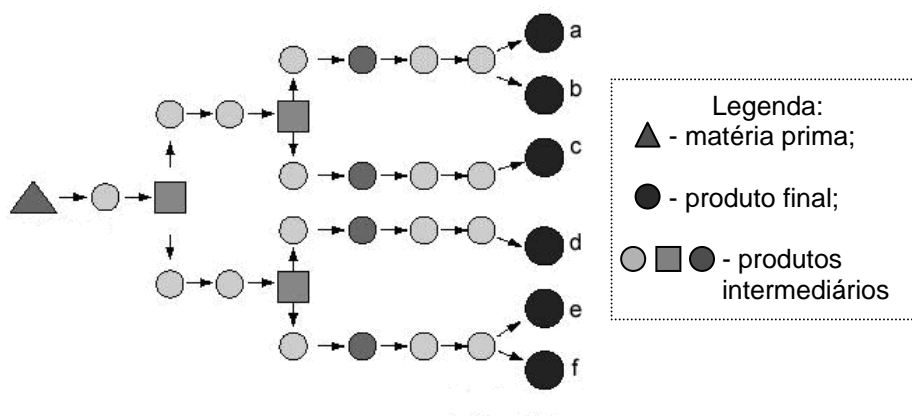 a
b
c
d
e
f
Legenda:
- matéria prima;
- produto final;
- produtos
intermediários